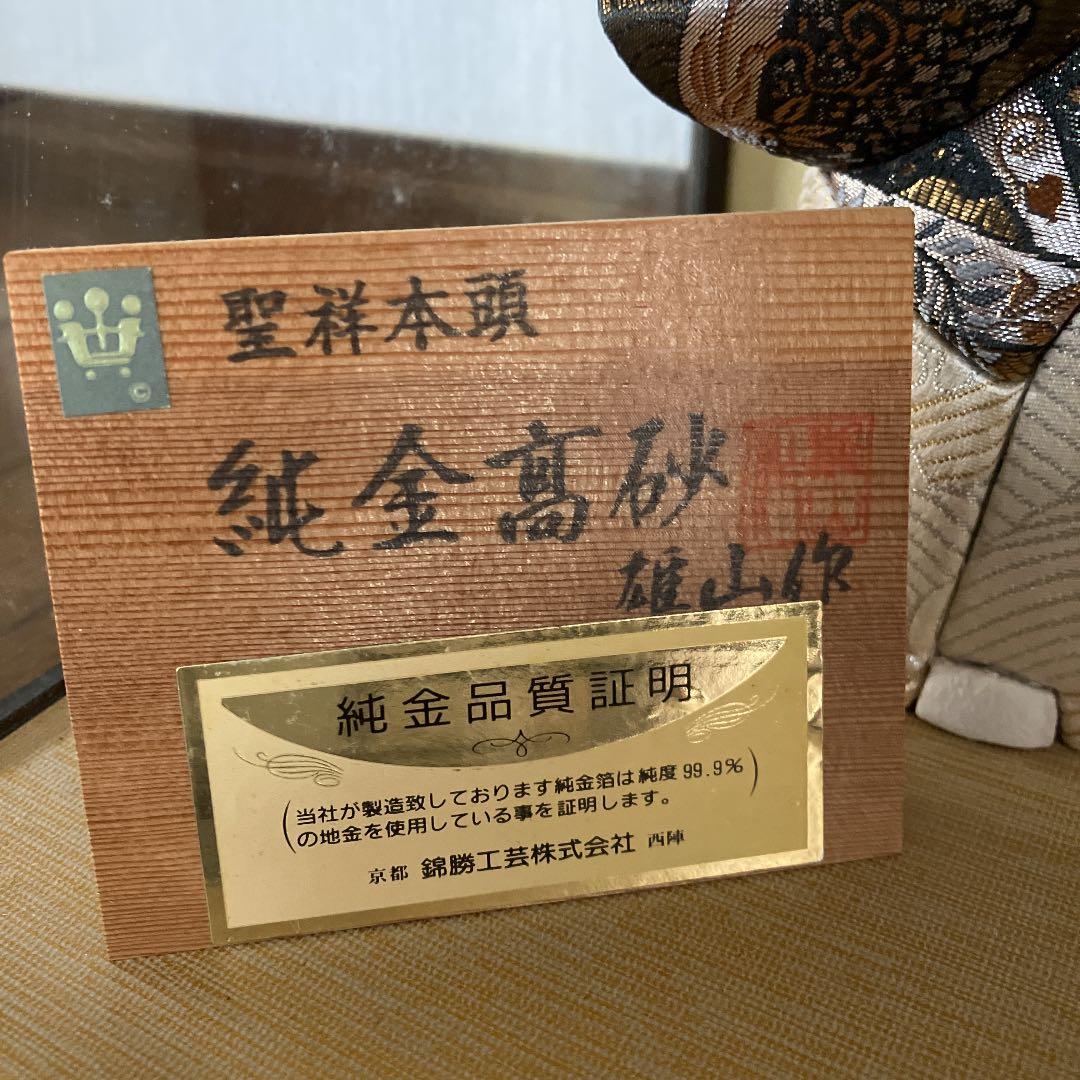 聖祥本頭
純金高砂
雄山作
純金品質証明
(当社が製造致しております純金箔は純度99.9%
の地金を使用している事を証明します。)
京都 錦勝工芸株式会社 西陣
©